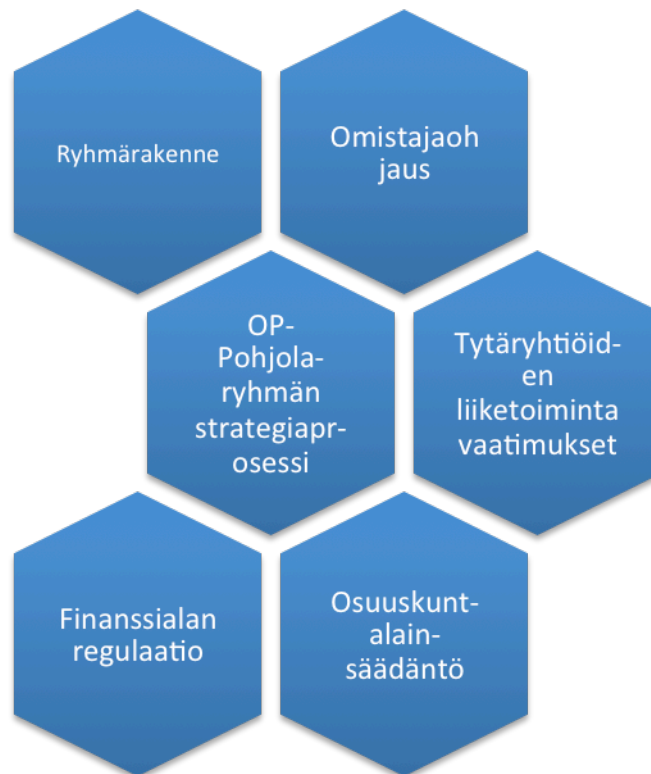 Ryhmärakenne
Omistajaoh
jaus
OP-
Pohjola-
ryhmän
strategiapr-
osessi
Tytäryhtiöid-
en
liiketoiminta
vaatimukset
Finanssialan
regulaatio
Osuuskunt-
alain-
säädäntö